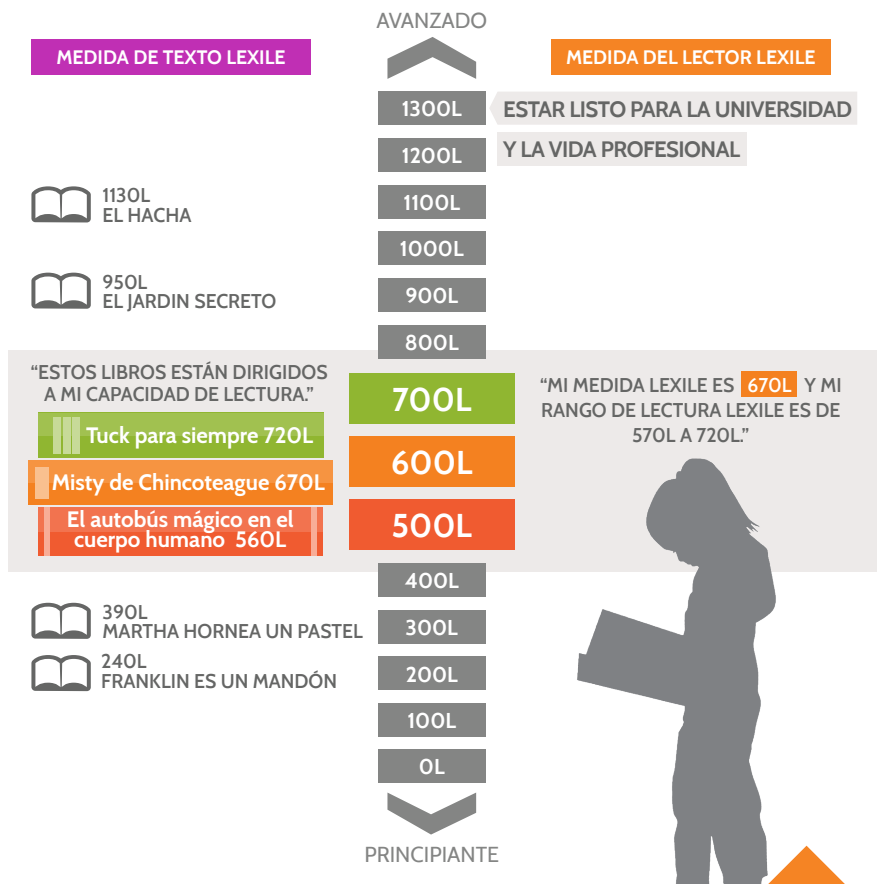 AVANZADO
MEDIDA DE TEXTO LEXILE
MEDIDA DEL LECTOR LEXILE
1300L
ESTAR LISTO PARA LA UNIVERSIDAD
Y LA VIDA PROFESIONAL
1200L
1130L
EL HACHA
1100L
1000L
950L
EL JARDIN SECRETO
900L
800L
“ESTOS LIBROS ESTÁN DIRIGIDOS
A MI CAPACIDAD DE LECTURA.”
Tuck para siempre 720L
Misty de Chincoteague 670L
El autobús mágico en el
cuerpo humano 560L
700L
600L
500L
“MI MEDIDA LEXILE ES 670L Y MI
RANGO DE LECTURA LEXILE ES DE
570L A 720L.”
400L
390L
MARTHA HORNEA UN PASTEL
300L
240L
FRANKLIN ES UN MANDÓN
200L
100L
0L
PRINCIPIANTE